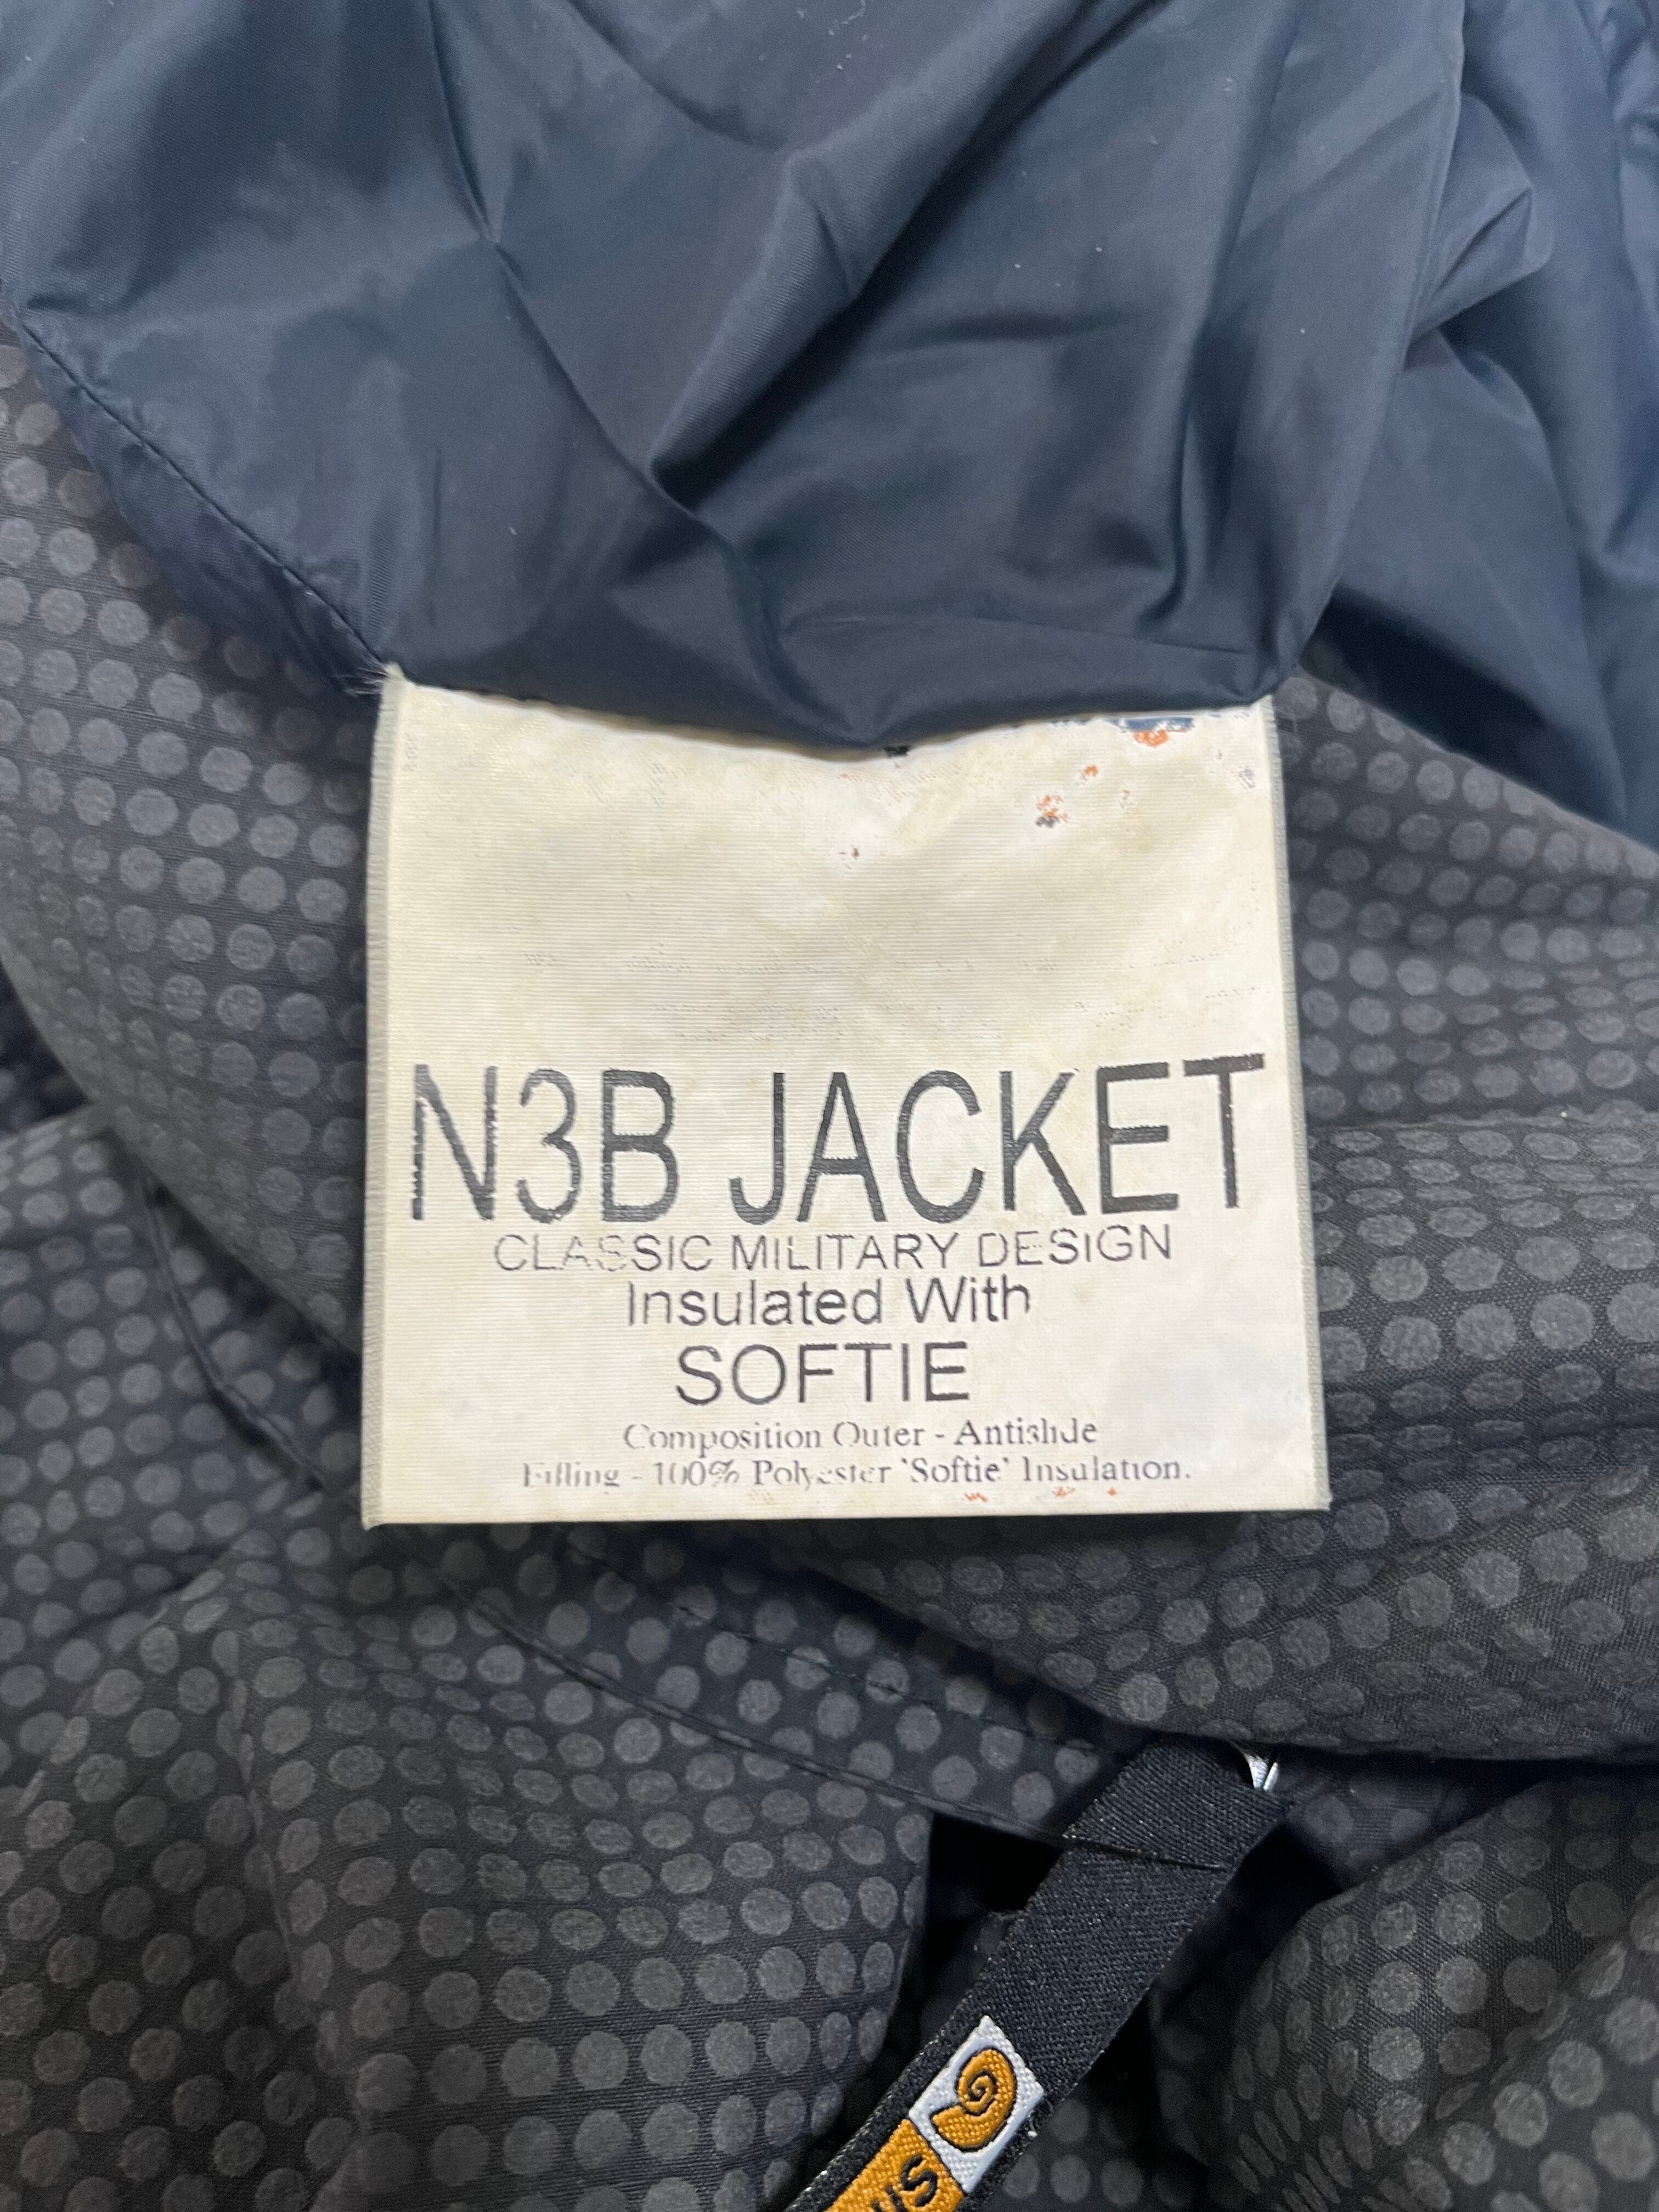 N3B JACKET
CLASSIC MILITARY DESIGN
Insulated With
SOFTIE
Composition Outer - Antislide
Filling - 100% Polyester 'Softie' Insulation.